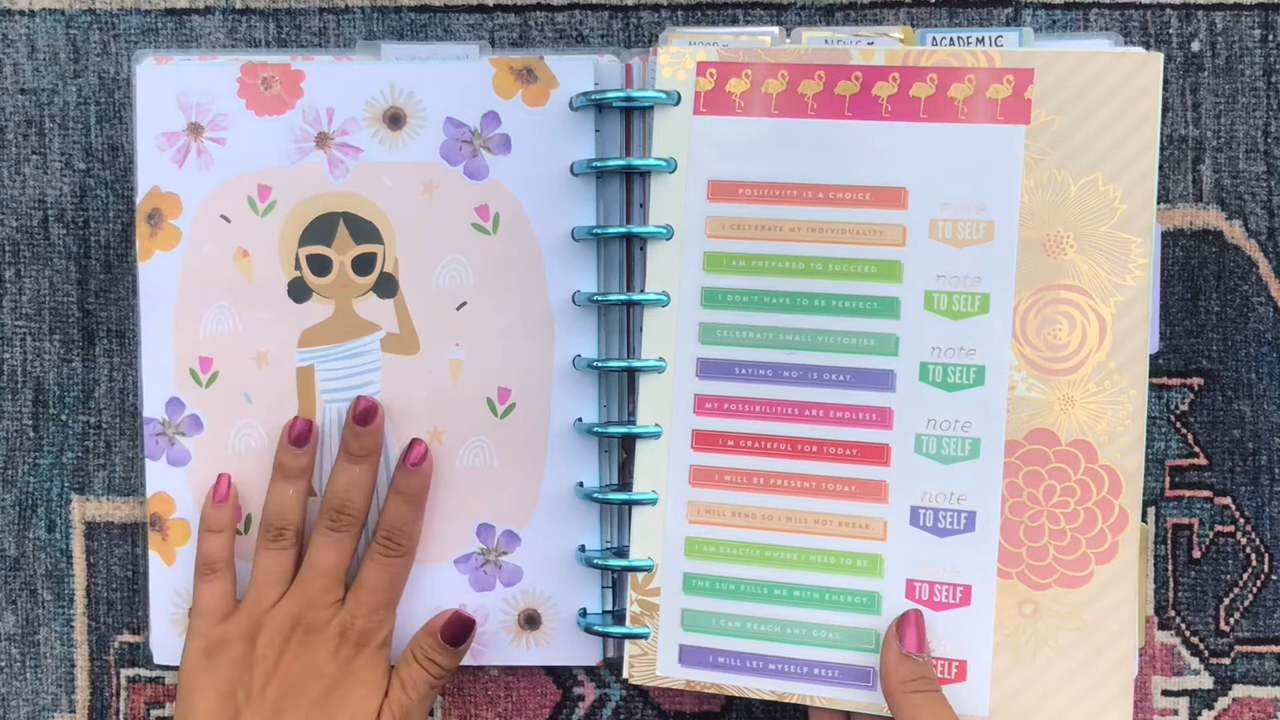 ACADEMIC
POSITIVITY IS A CHOICE.
I CELEBRATE MY INDIVIDUALITY.
TO SELF
I AM PREPARED TO SUCCEED
note
TO SELF
I DON'T HAVE TO BE PERFECT.
CELEBRATE SMALL VICTORIES.
note
TO SELF
SAYING "NO" IS OKAY.
MY POSSIBILITIES ARE ENDLESS.
note
TO SELF
I'M GRATEFUL FOR TODAY.
I WILL BE PRESENT TODAY.
note
TO SELF
I WILL BEND SO I WILL NOT BREAK.
I AM EXACTLY WHERE I NEED TO BE.
TO SELF
THE SUN FILLS ME WITH ENERGY.
I CAN REACH ANY GOAL.
I WILL LET MYSELF REST.
SELF